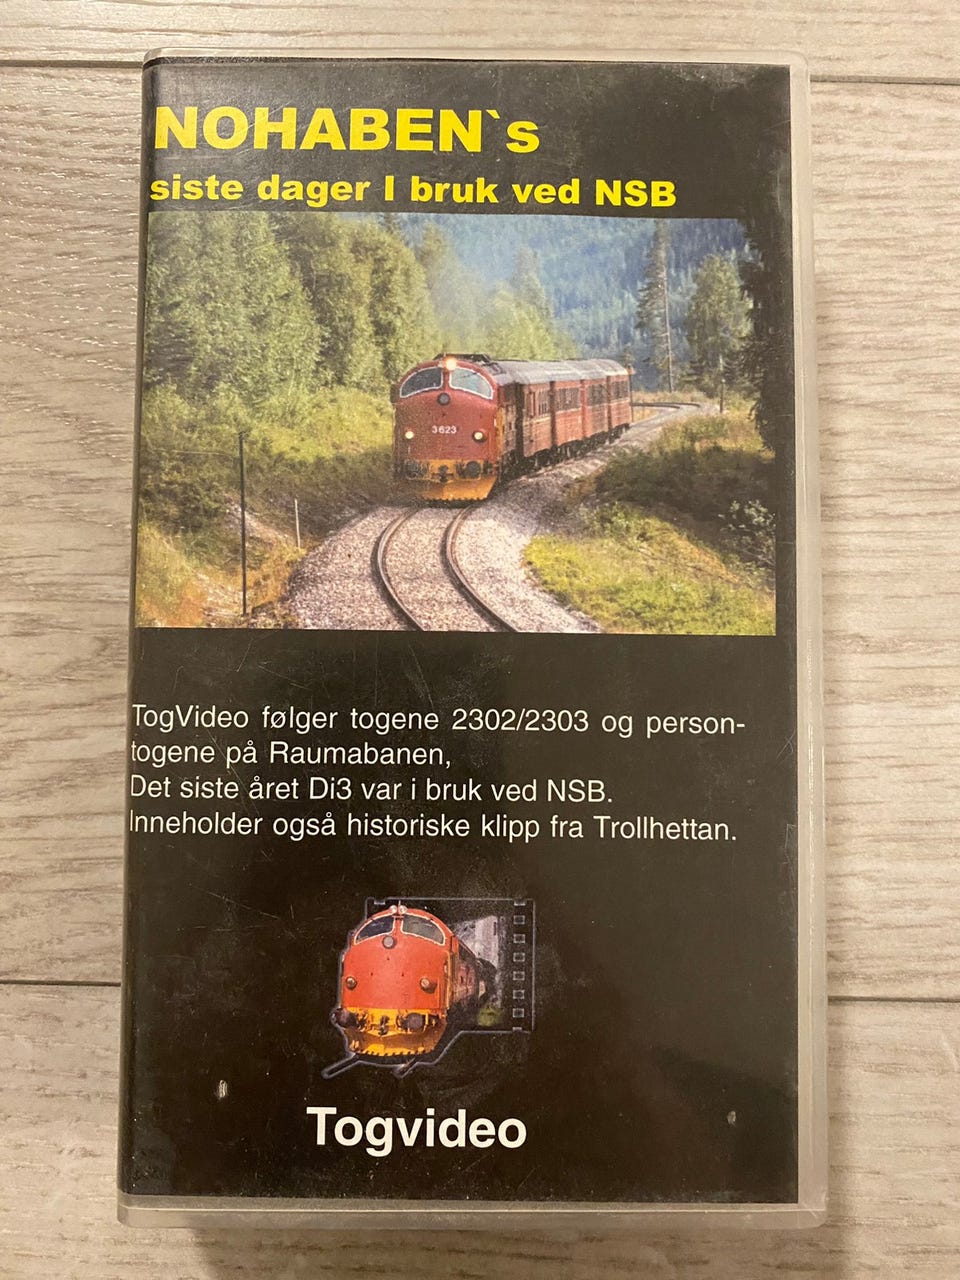 NOHABEN`s
siste dager I bruk ved NSB
3623
TogVideo følger togene 2302/2303 og person-
togene på Raumabanen,
Det siste året Di3 var i bruk ved NSB.
Inneholder også historiske klipp fra Trollhettan.
Togvideo